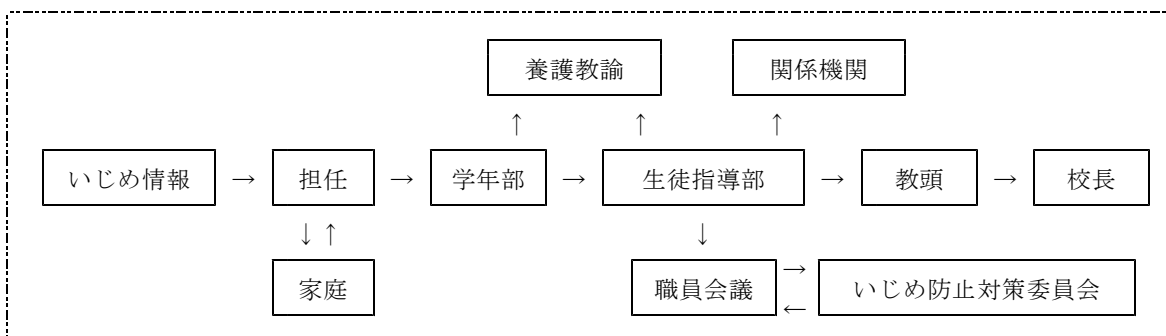 養護教諭 関係機関
↑ ↑ ↑
いじめ情報 → 担任 → 学年部 → 生徒指導部 → 教頭 → 校長
↓ ↑ ↓
家庭 職員会議 → ← いじめ防止対策委員会